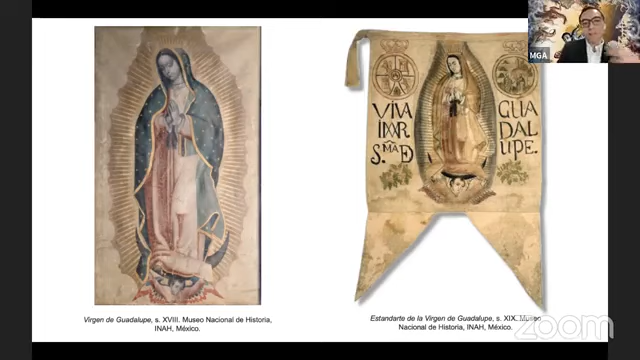 MGA
VIVA
MAR
S.MA D
GUA
DAL
UPE.
Virgen de Guadalupe, s. XVIII. Museo Nacional de Historia,
INAH, México.
Estandarte de la Virgen de Guadalupe, s. XIX. Museo
Nacional de Historia, INAH, México.
zoom